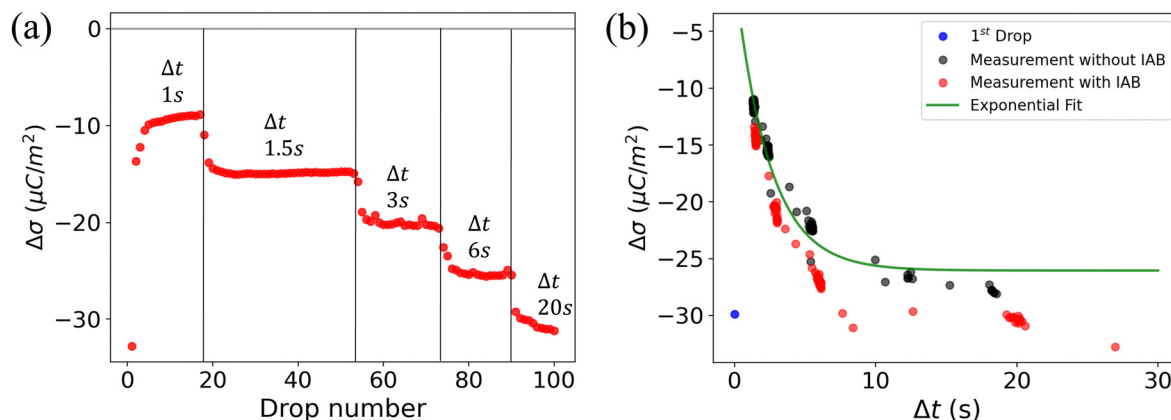 (a)
Δσ (μC/m²)
0
−10
−20
−30
Δt
1s
Δt
1.5s
Δt
3s
Δt
6s
Δt
20s
0
20
40
60
80
100
Drop number
(b)
Δσ (μC/m²)
−5
−10
−15
−20
−25
−30
1ˢᵗ Drop
Measurement without IAB
Measurement with IAB
Exponential Fit
0
10
20
30
Δt (s)